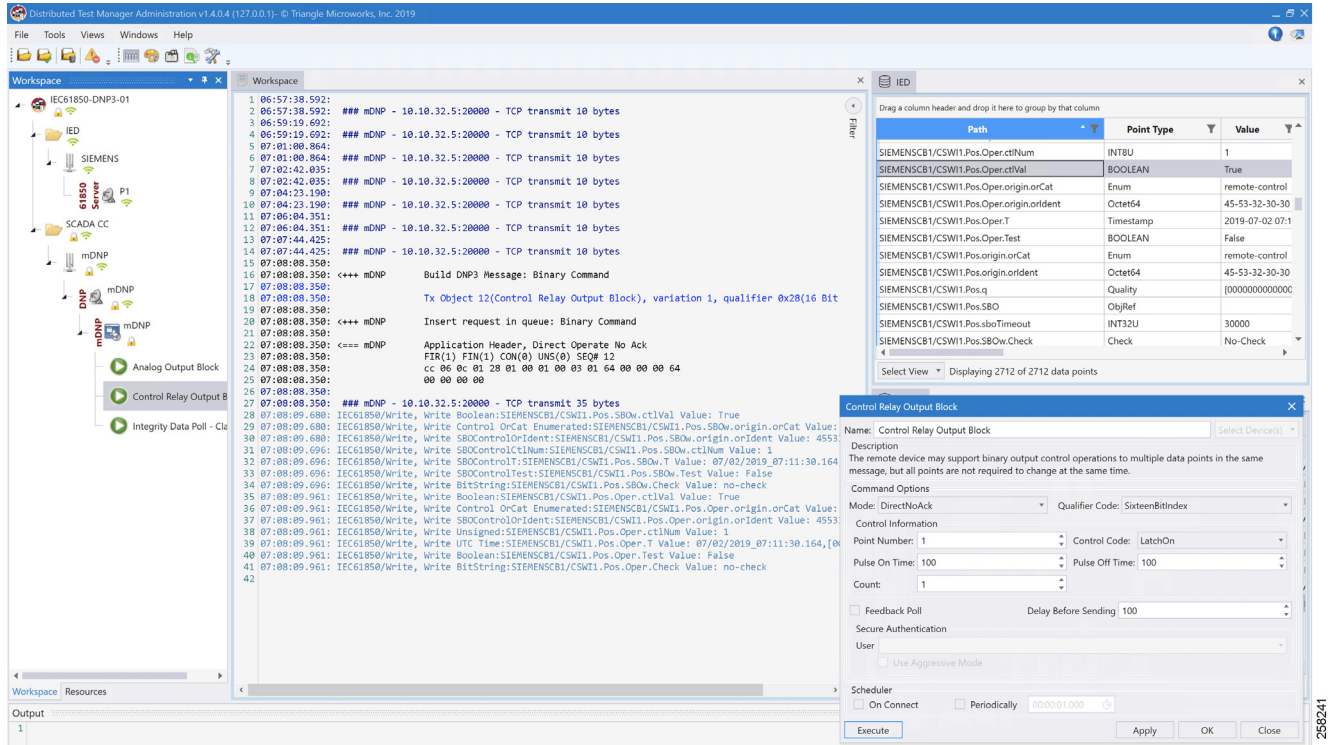 Distributed Test Manager Administration v1.4.0.4 (127.0.0.1)- © Triangle Microworks, Inc. 2019
File Tools Views Windows Help
Workspace
IEC61850-DNP3-01
IED
SIEMENS
61850 Server
P1
SCADA CC
mDNP
DNP
mDNP
mDNP
mDNP
Analog Output Block
Control Relay Output B
Integrity Data Poll - Cla
Workspace Resources
Output
1
Workspace
Filter
1 06:57:38.592:
2 06:57:38.592: ### mDNP - 10.10.32.5:20000 - TCP transmit 10 bytes
3 06:59:19.692:
4 06:59:19.692: ### mDNP - 10.10.32.5:20000 - TCP transmit 10 bytes
5 07:01:00.864:
6 07:01:00.864: ### mDNP - 10.10.32.5:20000 - TCP transmit 10 bytes
7 07:02:42.035:
8 07:02:42.035: ### mDNP - 10.10.32.5:20000 - TCP transmit 10 bytes
9 07:04:23.190:
10 07:04:23.190: ### mDNP - 10.10.32.5:20000 - TCP transmit 10 bytes
11 07:06:04.351:
12 07:06:04.351: ### mDNP - 10.10.32.5:20000 - TCP transmit 10 bytes
13 07:07:44.425:
14 07:07:44.425: ### mDNP - 10.10.32.5:20000 - TCP transmit 10 bytes
15 07:08:08.350:
16 07:08:08.350: <+++ mDNP Build DNP3 Message: Binary Command
17 07:08:08.350:
18 07:08:08.350: Tx Object 12(Control Relay Output Block), variation 1, qualifier 0x28(16 Bit
19 07:08:08.350:
20 07:08:08.350: <+++ mDNP Insert request in queue: Binary Command
21 07:08:08.350:
22 07:08:08.350: <=== mDNP Application Header, Direct Operate No Ack
23 07:08:08.350: FIR(1) FIN(1) CON(0) UNS(0) SEQ# 12
24 07:08:08.350: cc 06 0c 01 28 01 00 01 00 03 01 64 00 00 00 64
25 07:08:08.350: 00 00 00 00
26 07:08:08.350:
27 07:08:08.350: ### mDNP - 10.10.32.5:20000 - TCP transmit 35 bytes
28 07:08:09.680: IEC61850/Write, Write Boolean:SIEMENSCB1/CSWI1.Pos.SBOw.ctlVal Value: True
29 07:08:09.680: IEC61850/Write, Write Control OrCat Enumerated:SIEMENSCB1/CSWI1.Pos.SBOw.origin.orCat Value:
30 07:08:09.680: IEC61850/Write, Write SBOControlOrIdent:SIEMENSCB1/CSWI1.Pos.SBOw.origin.orIdent Value: 4553
31 07:08:09.696: IEC61850/Write, Write SBOControlCtlNum:SIEMENSCB1/CSWI1.Pos.SBOw.ctlNum Value: 1
32 07:08:09.696: IEC61850/Write, Write SBOControlT:SIEMENSCB1/CSWI1.Pos.SBOw.T Value: 07/02/2019_07:11:30.164
33 07:08:09.696: IEC61850/Write, Write SBOControlTest:SIEMENSCB1/CSWI1.Pos.SBOw.Test Value: False
34 07:08:09.696: IEC61850/Write, Write BitString:SIEMENSCB1/CSWI1.Pos.SBOw.Check Value: no-check
35 07:08:09.961: IEC61850/Write, Write Boolean:SIEMENSCB1/CSWI1.Pos.Oper.ctlVal Value: True
36 07:08:09.961: IEC61850/Write, Write Control OrCat Enumerated:SIEMENSCB1/CSWI1.Pos.Oper.origin.orCat Value:
37 07:08:09.961: IEC61850/Write, Write SBOControlOrIdent:SIEMENSCB1/CSWI1.Pos.Oper.origin.orIdent Value: 4553
38 07:08:09.961: IEC61850/Write, Write Unsigned:SIEMENSCB1/CSWI1.Pos.Oper.ctlNum Value: 1
39 07:08:09.961: IEC61850/Write, Write UTC Time:SIEMENSCB1/CSWI1.Pos.Oper.T Value: 07/02/2019_07:11:30.164,[00
40 07:08:09.961: IEC61850/Write, Write Boolean:SIEMENSCB1/CSWI1.Pos.Oper.Test Value: False
41 07:08:09.961: IEC61850/Write, Write BitString:SIEMENSCB1/CSWI1.Pos.Oper.Check Value: no-check
42
IED
Drag a column header and drop it here to group by that column
Path Point Type Value
SIEMENSCB1/CSWI1.Pos.Oper.ctlNum INT8U 1
SIEMENSCB1/CSWI1.Pos.Oper.ctlVal BOOLEAN True
SIEMENSCB1/CSWI1.Pos.Oper.origin.orCat Enum remote-control
SIEMENSCB1/CSWI1.Pos.Oper.origin.orIdent Octet64 45-53-32-30-30
SIEMENSCB1/CSWI1.Pos.Oper.T Timestamp 2019-07-02 07:1
SIEMENSCB1/CSWI1.Pos.Oper.Test BOOLEAN False
SIEMENSCB1/CSWI1.Pos.origin.orCat Enum remote-control
SIEMENSCB1/CSWI1.Pos.origin.orIdent Octet64 45-53-32-30-30
SIEMENSCB1/CSWI1.Pos.q Quality [0000000000000
SIEMENSCB1/CSWI1.Pos.SBO ObjRef
SIEMENSCB1/CSWI1.Pos.sboTimeout INT32U 30000
SIEMENSCB1/CSWI1.Pos.SBOw.Check Check No-Check
Select View Displaying 2712 of 2712 data points
Control Relay Output Block
Name: Control Relay Output Block Select Device(s)
Description
The remote device may support binary output control operations to multiple data points in the same
message, but all points are not required to change at the same time.
Command Options
Mode: DirectNoAck Qualifier Code: SixteenBitIndex
Control Information
Point Number: 1 Control Code: LatchOn
Pulse On Time: 100 Pulse Off Time: 100
Count: 1
Feedback Poll Delay Before Sending 100
Secure Authentication
User
Use Aggressive Mode
Scheduler
On Connect Periodically 00:00:01.000
Execute Apply OK Close
258241